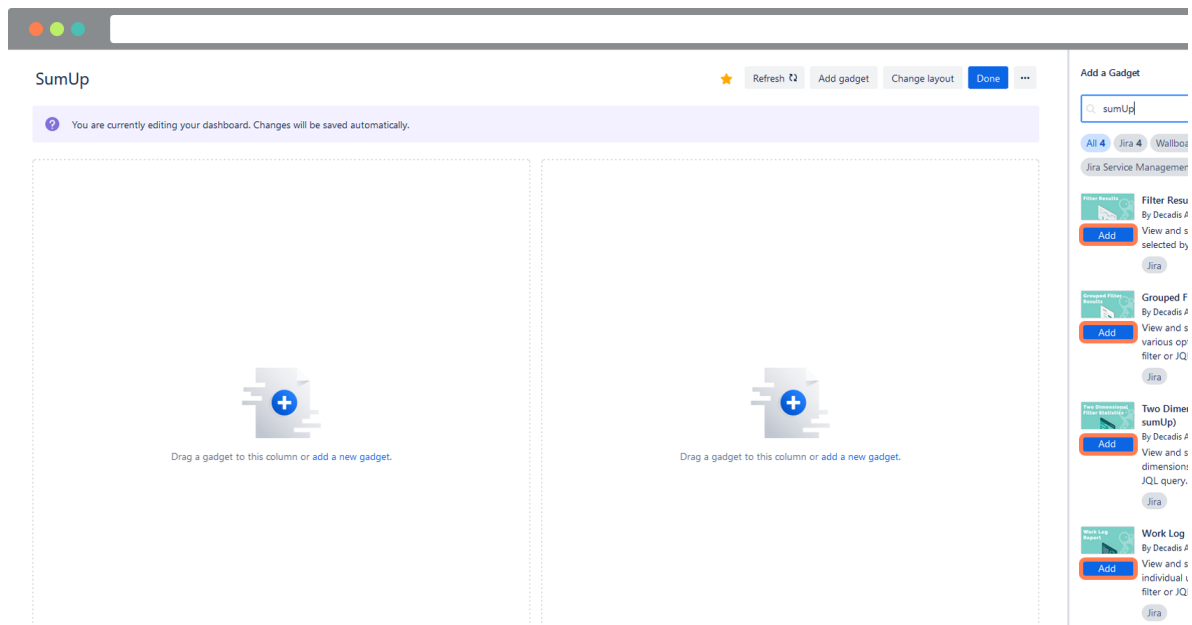 SumUp
Refresh
Add gadget
Change layout
Done
You are currently editing your dashboard. Changes will be saved automatically.
Drag a gadget to this column or add a new gadget.
Drag a gadget to this column or add a new gadget.
Add a Gadget
sumUp
All 4
Jira 4
Wallboa
Jira Service Managemen
Filter Results
Filter Resu
By Decadis A
Add
View and s
selected by
Jira
Grouped Filter
Results
Grouped F
By Decadis A
Add
View and s
various opt
filter or JQL
Jira
Two Dimensional
Filter Statistics
Two Dimen
sumUp)
By Decadis A
Add
View and s
dimensions
JQL query.
Jira
Work Log
Report
Work Log
By Decadis A
Add
View and s
individual u
filter or JQL
Jira